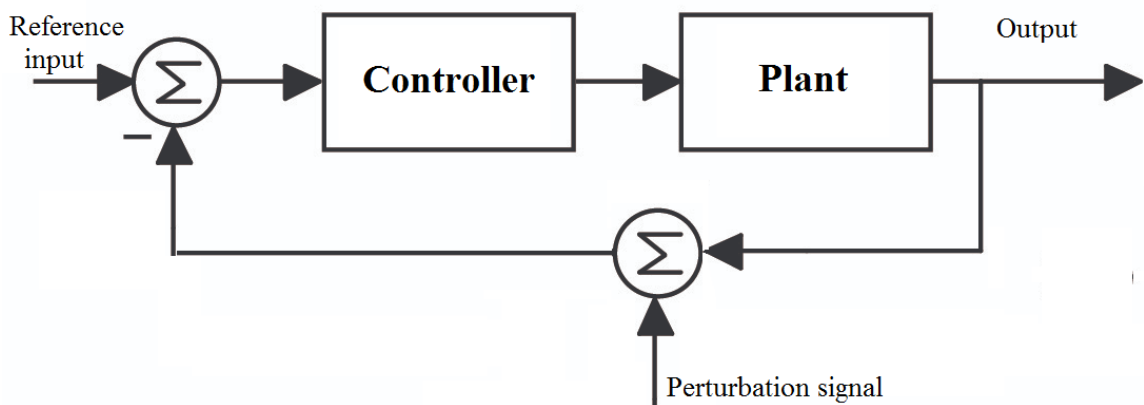 Reference
input
Σ
Controller
Plant
Output
−
Σ
Perturbation signal